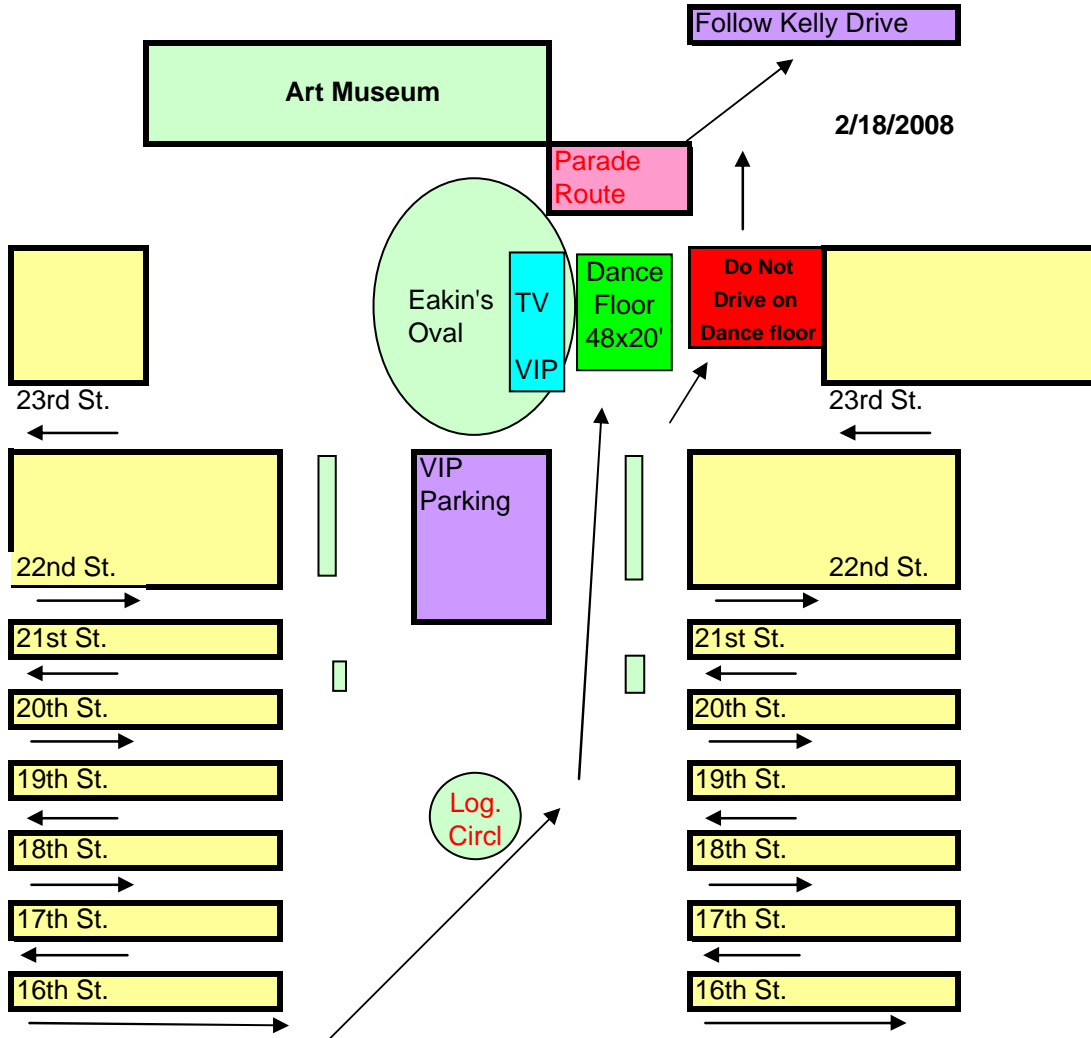 Follow Kelly Drive
Art Museum
2/18/2008
Parade
Route
Eakin's
Oval
TV
VIP
Dance
Floor
48x20'
Do Not
Drive on
Dance floor
23rd St.
23rd St.
VIP
Parking
22nd St.
22nd St.
21st St.
21st St.
20th St.
20th St.
19th St.
19th St.
Log.
Circl
18th St.
18th St.
17th St.
17th St.
16th St.
16th St.